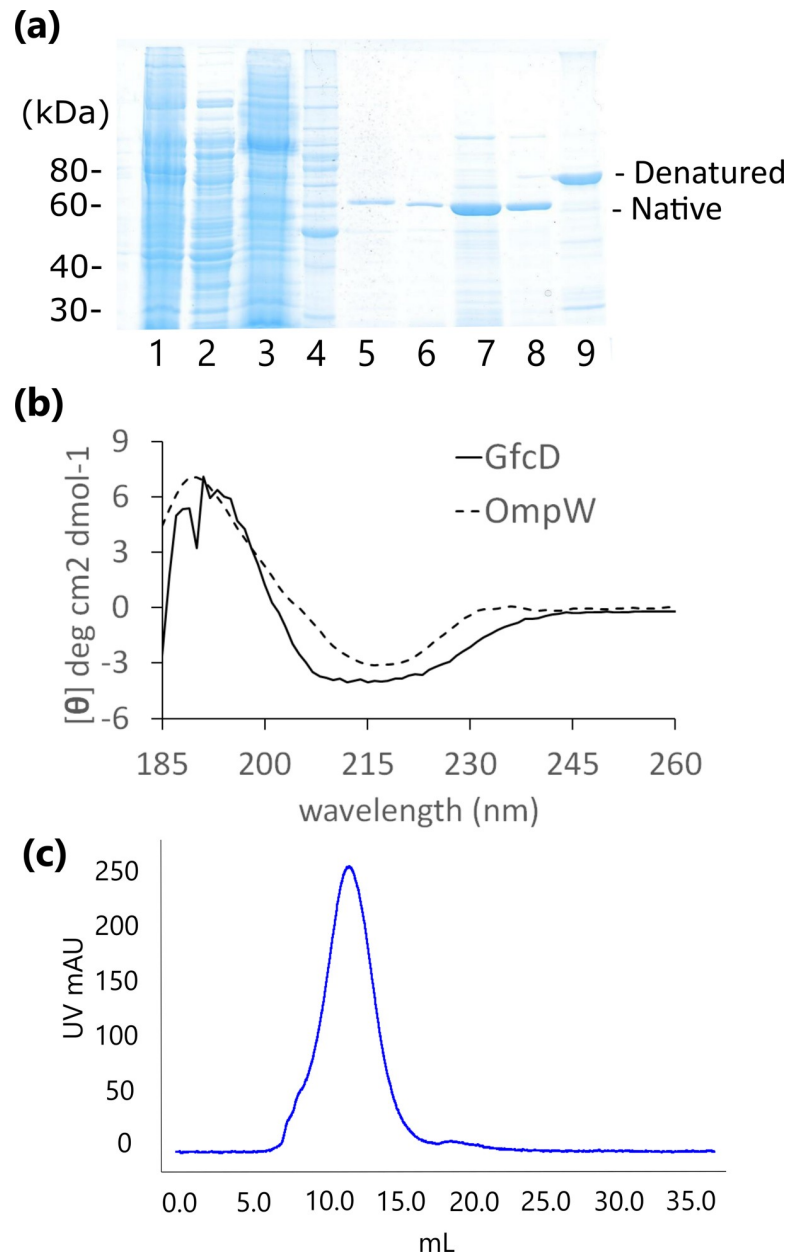 (a)
(kDa)
80-
- Denatured
60-
- Native
40-
30-
1 2 3 4 5 6 7 8 9
(b)
9
6
3
0
-3
-6
[θ] deg cm2 dmol-1
GfcD
OmpW
185 200 215 230 245 260
wavelength (nm)
(c)
250
200
150
100
50
0
UV mAU
0.0 5.0 10.0 15.0 20.0 25.0 30.0 35.0
mL